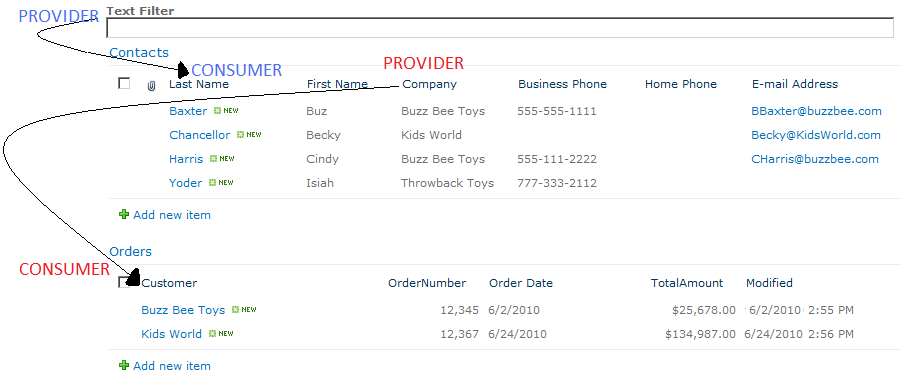 PROVIDER Text Filter
Contacts
CONSUMER PROVIDER
Last Name First Name Company Business Phone Home Phone E-mail Address
Baxter NEW Buz Buzz Bee Toys 555-555-1111 BBaxter@buzzbee.com
Chancellor NEW Becky Kids World Becky@KidsWorld.com
Harris NEW Cindy Buzz Bee Toys 555-111-2222 CHarris@buzzbee.com
Yoder NEW Isiah Throwback Toys 777-333-2112
Add new item
Orders
CONSUMER
Customer OrderNumber Order Date TotalAmount Modified
Buzz Bee Toys NEW 12,345 6/2/2010 $25,678.00 6/2/2010 2:55 PM
Kids World NEW 12,367 6/24/2010 $134,987.00 6/24/2010 2:56 PM
Add new item